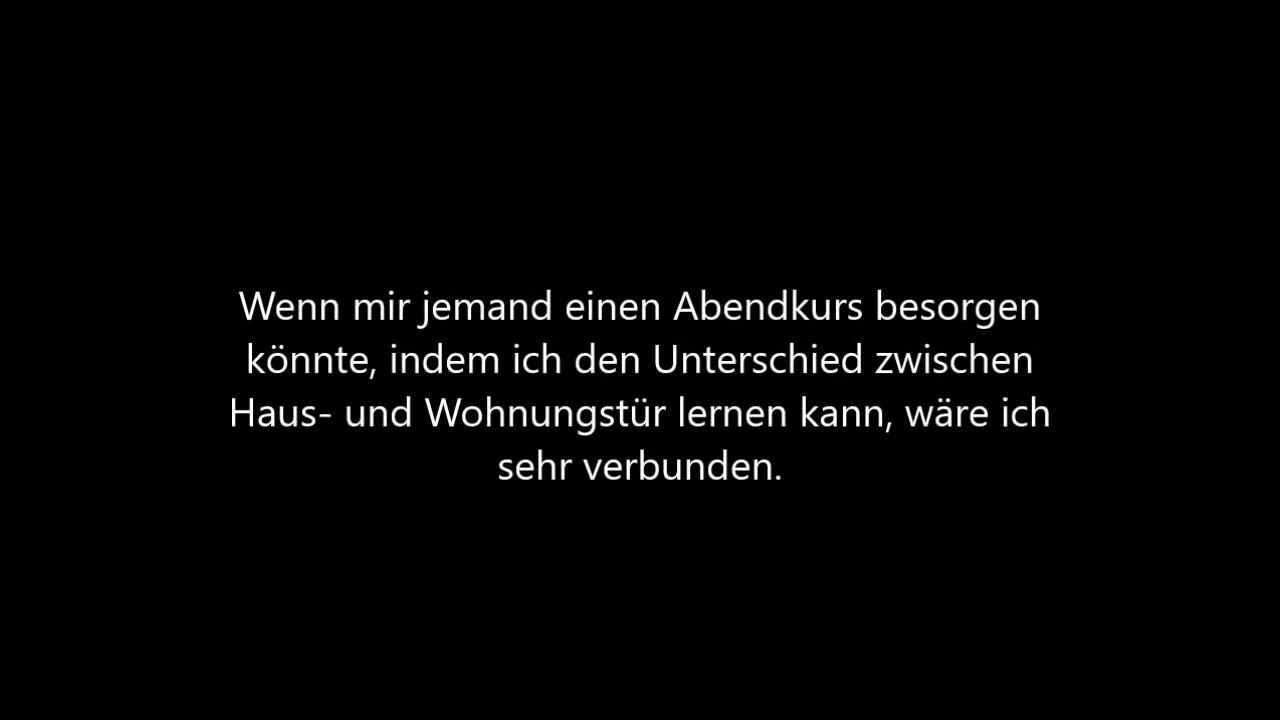 Wenn mir jemand einen Abendkurs besorgen
könnte, indem ich den Unterschied zwischen
Haus- und Wohnungstür lernen kann, wäre ich
sehr verbunden.